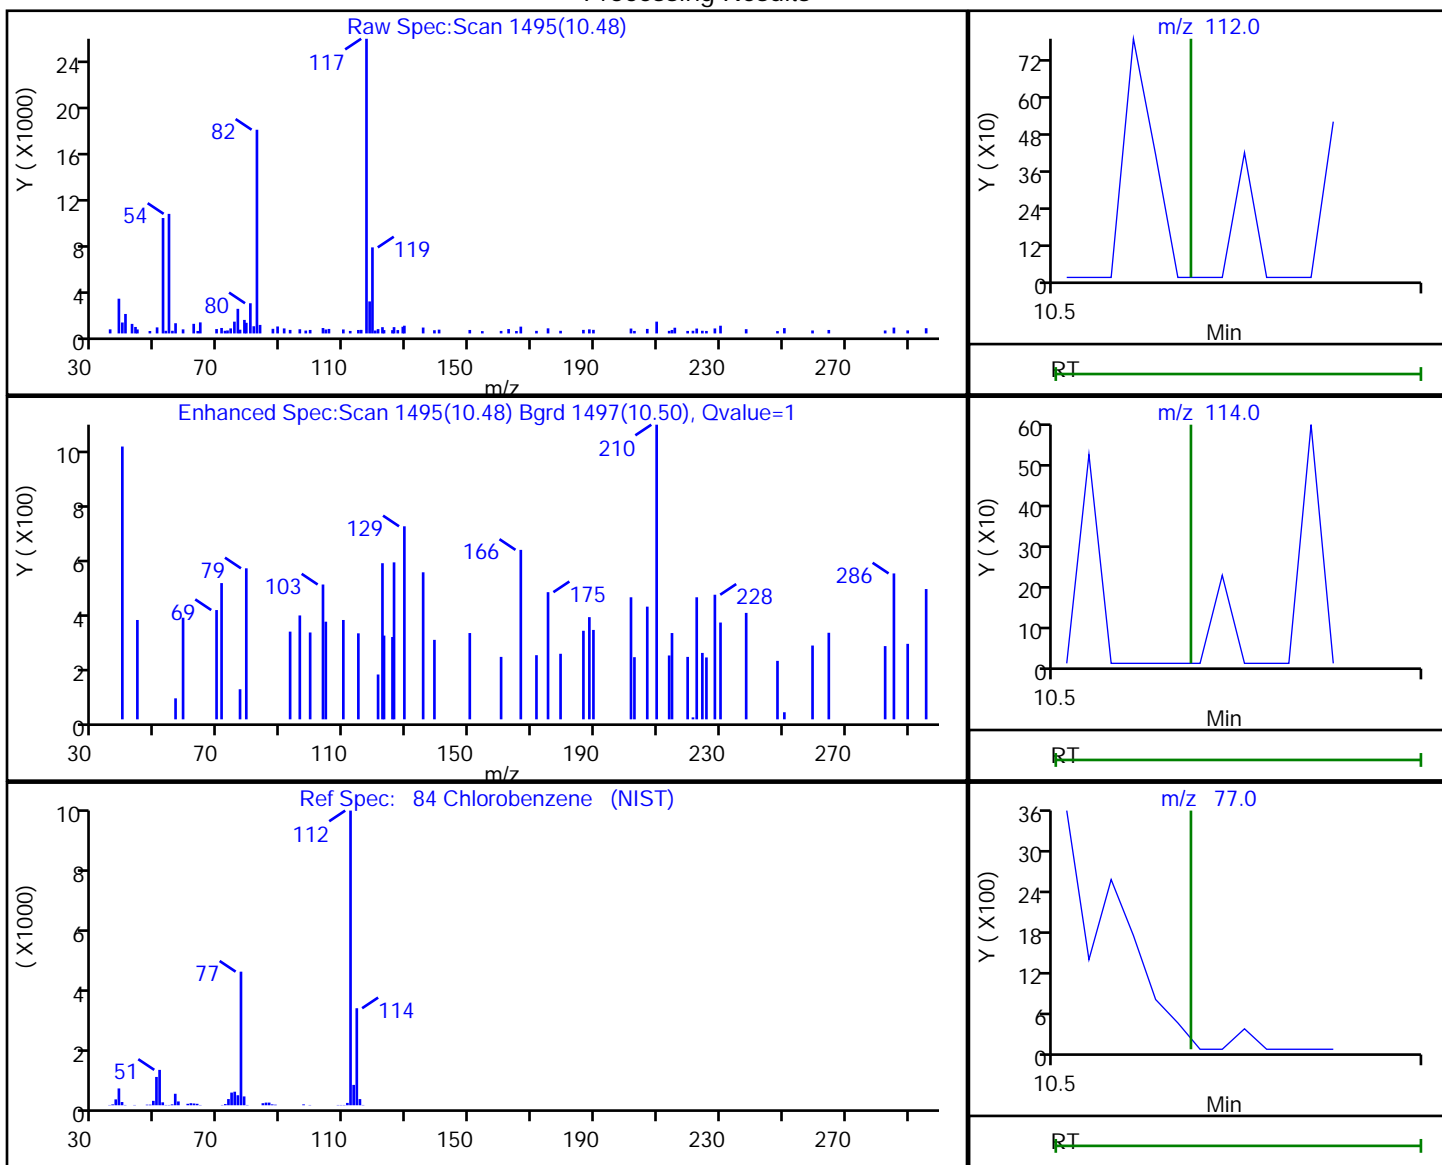 Processing Results
Raw Spec:Scan 1495(10.48)
Y ( X1000)
24
20
16
12
8
4
0
117
82
54
119
80
30 70 110 150 190 230 270
m/z
m/z 112.0
Y ( X10)
72
60
48
36
24
12
0
10.5
Min
RT
Enhanced Spec:Scan 1495(10.48) Bgrd 1497(10.50), Qvalue=1
Y ( X100)
10
8
6
4
2
0
210
129
166
79
103
69
175
228
286
30 70 110 150 190 230 270
m/z
m/z 114.0
Y ( X10)
60
50
40
30
20
10
0
10.5
Min
RT
Ref Spec: 84 Chlorobenzene (NIST)
( X1000)
10
8
6
4
2
0
112
77
114
51
30 70 110 150 190 230 270
m/z 77.0
Y ( X100)
36
30
24
18
12
6
0
10.5
Min
RT